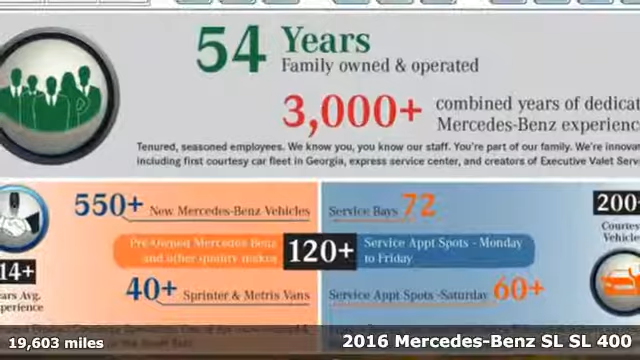 54 Years
Family owned & operated
3,000+ combined years of dedicat
Mercedes-Benz experienc
Tenured, seasoned employees. We know you, you know our staff. You're part of our family. We're innovat
including first courtesy car fleet in Georgia, express service center, and creators of Executive Valet Serv
550+ New Mercedes-Benz Vehicles
Service Bays 72
200+
Courtesy
Vehicle
Pre-Owned Mercedes-Benz
and other quality makes
120+
Service Appt Spots - Monday
to Friday
14+
ars Avg.
perience
40+ Sprinter & Metris Vans
Service Appt Spots -Saturday 60+
19,603 miles
2016 Mercedes-Benz SL SL 400